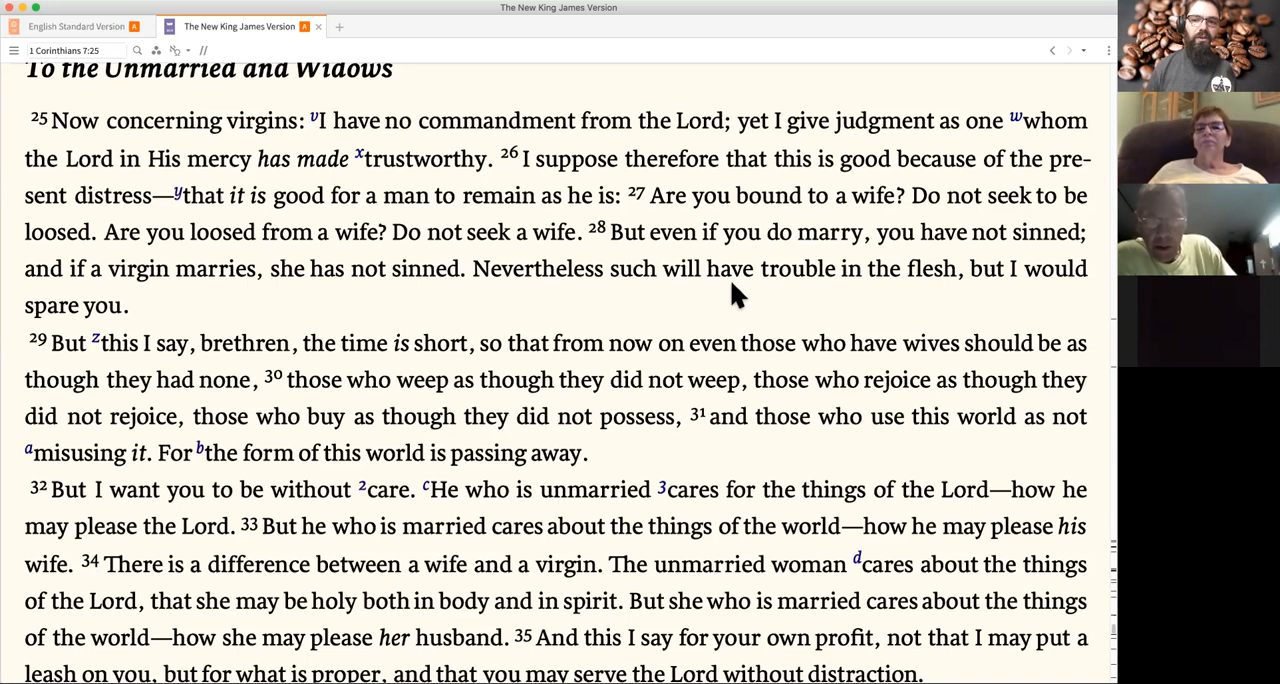 The New King James Version
English Standard Version A The New King James Version A
1 Corinthians 7:25
To the Unmarried and Widows
25 Now concerning virgins: vI have no commandment from the Lord; yet I give judgment as one wwhom
the Lord in His mercy has made xtrustworthy. 26 I suppose therefore that this is good because of the pre-
sent distress—ythat it is good for a man to remain as he is: 27 Are you bound to a wife? Do not seek to be
loosed. Are you loosed from a wife? Do not seek a wife. 28 But even if you do marry, you have not sinned;
and if a virgin marries, she has not sinned. Nevertheless such will have trouble in the flesh, but I would
spare you.
29 But zthis I say, brethren, the time is short, so that from now on even those who have wives should be as
though they had none, 30 those who weep as though they did not weep, those who rejoice as though they
did not rejoice, those who buy as though they did not possess, 31 and those who use this world as not
amisusing it. For bthe form of this world is passing away.
32 But I want you to be without 2care. cHe who is unmarried 3cares for the things of the Lord—how he
may please the Lord. 33 But he who is married cares about the things of the world—how he may please his
wife. 34 There is a difference between a wife and a virgin. The unmarried woman dcares about the things
of the Lord, that she may be holy both in body and in spirit. But she who is married cares about the things
of the world—how she may please her husband. 35 And this I say for your own profit, not that I may put a
leash on you, but for what is proper, and that you may serve the Lord without distraction.